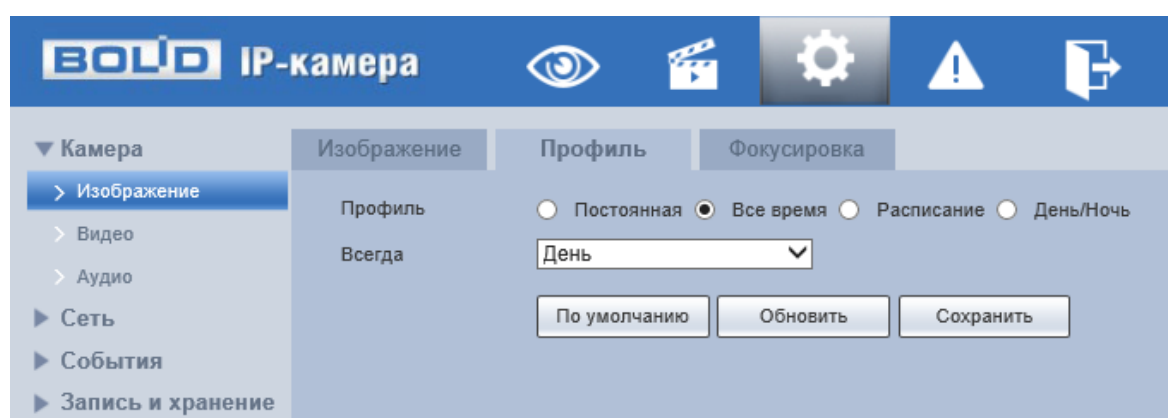 BOLID IP-камера
Камера
Изображение
Видео
Аудио
Сеть
События
Запись и хранение
Изображение Профиль Фокусировка
Профиль Постоянная Все время Расписание День/Ночь
Всегда День
По умолчанию Обновить Сохранить